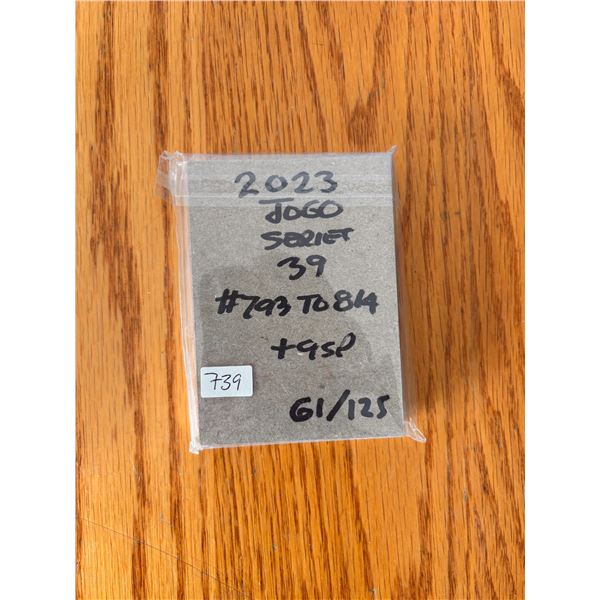 2023
JOGO
SERIES
39
#793 TO 814
+9SP
739
61/125